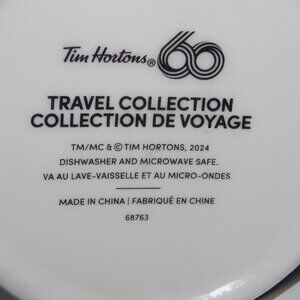 Tim Hortons® 60
TRAVEL COLLECTION
COLLECTION DE VOYAGE
TM/MC & © TIM HORTONS, 2024
DISHWASHER AND MICROWAVE SAFE.
VA AU LAVE-VAISSELLE ET AU MICRO-ONDES.
MADE IN CHINA | FABRIQUÉ EN CHINE
68763